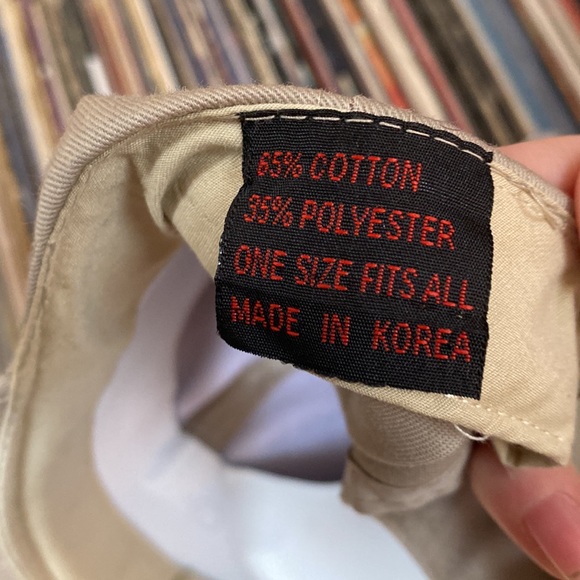 65% COTTON
35% POLYESTER
ONE SIZE FITS ALL
MADE IN KOREA